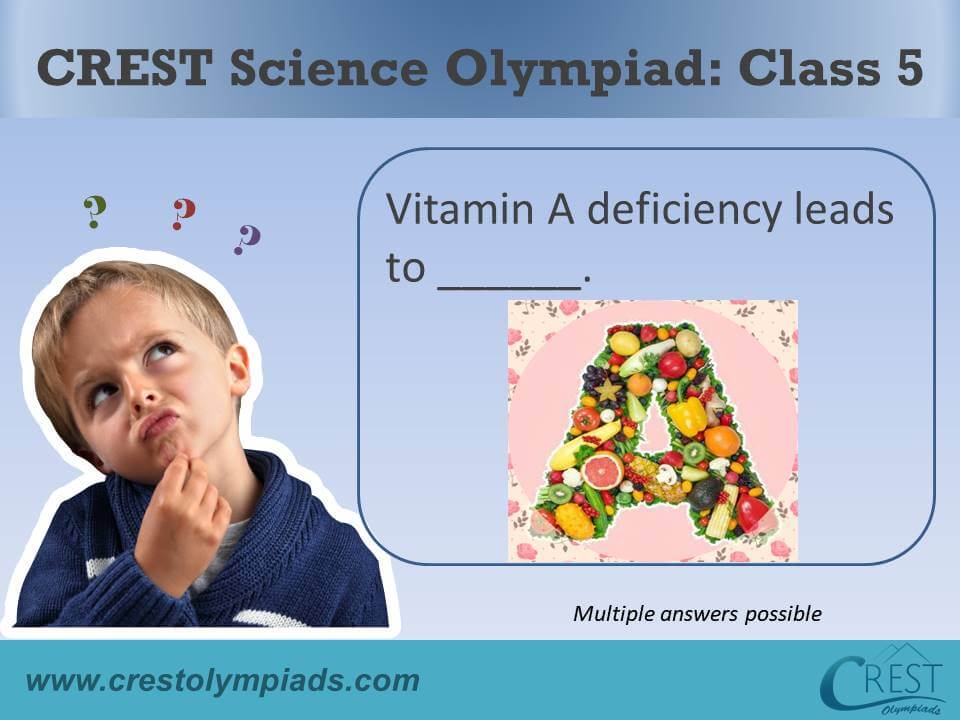 CREST Science Olympiad: Class 5
? ? ?
Vitamin A deficiency leads
to ______.
A
Multiple answers possible
www.crestolympiads.com
CREST
Olympiads